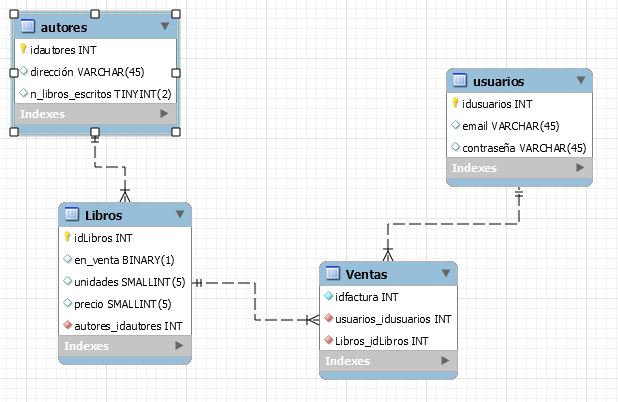 autores
idautores INT
dirección VARCHAR(45)
n_libros_escritos TINYINT(2)
Indexes
usuarios
idusuarios INT
email VARCHAR(45)
contraseña VARCHAR(45)
Indexes
Libros
idLibros INT
en_venta BINARY(1)
unidades SMALLINT(5)
precio SMALLINT(5)
autores_idautores INT
Indexes
Ventas
idfactura INT
usuarios_idusuarios INT
Libros_idLibros INT
Indexes